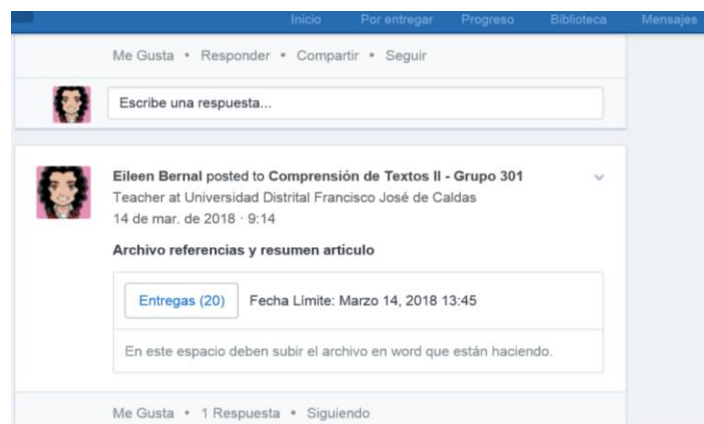 Inicio Por entregar Progreso Biblioteca Mensajes
Me Gusta • Responder • Compartir • Seguir
Escribe una respuesta...
Eileen Bernal posted to Comprensión de Textos II - Grupo 301
Teacher at Universidad Distrital Francisco José de Caldas
14 de mar. de 2018 · 9:14
Archivo referencias y resumen artículo
Entregas (20) Fecha Límite: Marzo 14, 2018 13:45
En este espacio deben subir el archivo en word que están haciendo.
Me Gusta • 1 Respuesta • Siguiendo